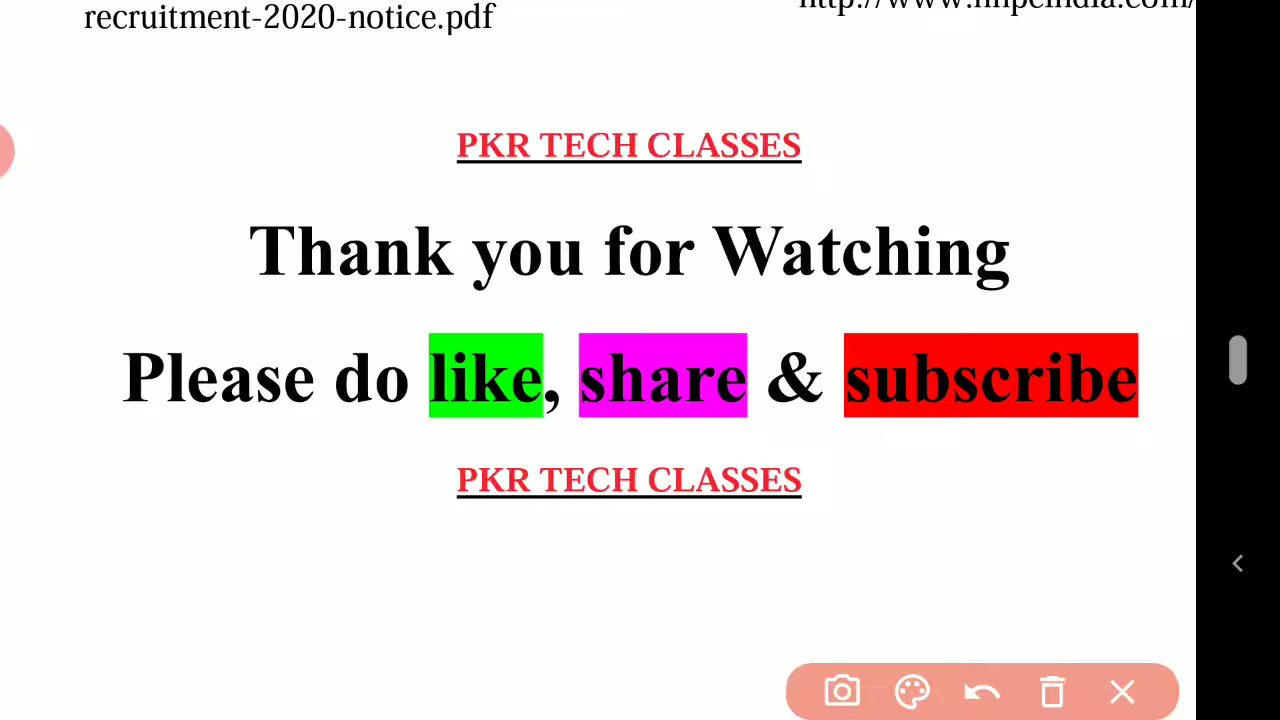 recruitment-2020-notice.pdf
PKR TECH CLASSES
Thank you for Watching
Please do like, share & subscribe
PKR TECH CLASSES